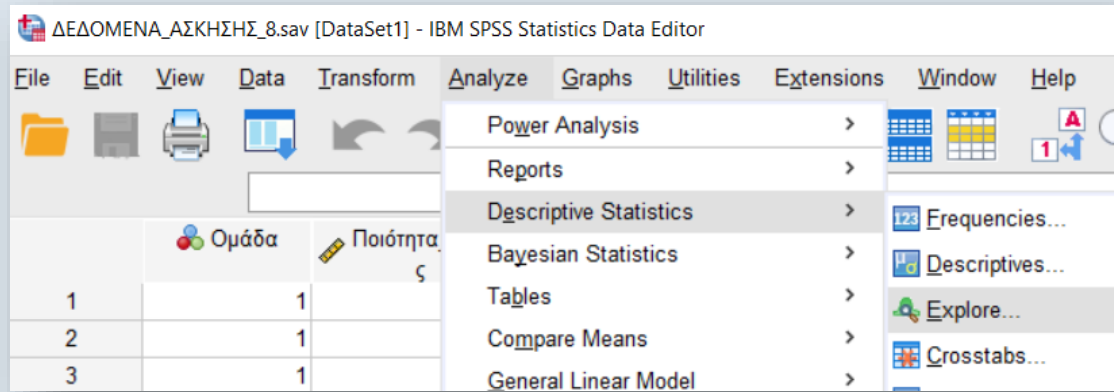 ΔΕΔΟΜΕΝΑ_ΑΣΚΗΣΗΣ_8.sav [DataSet1] - IBM SPSS Statistics Data Editor
File Edit View Data Transform Analyze Graphs Utilities Extensions Window Help
Power Analysis
A
1
Reports
Descriptive Statistics
123 Frequencies...
Ομάδα
Ποιότητα_
ς
Bayesian Statistics
Descriptives...
1 1
Tables
Explore...
2 1
Compare Means
Crosstabs...
3 1
General Linear Model